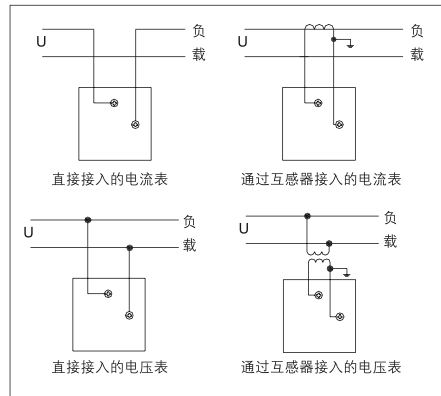 U 负
载
直接接入的电流表
U 负
载
通过互感器接入的电流表
U 负
载
直接接入的电压表
U 负
载
通过互感器接入的电压表